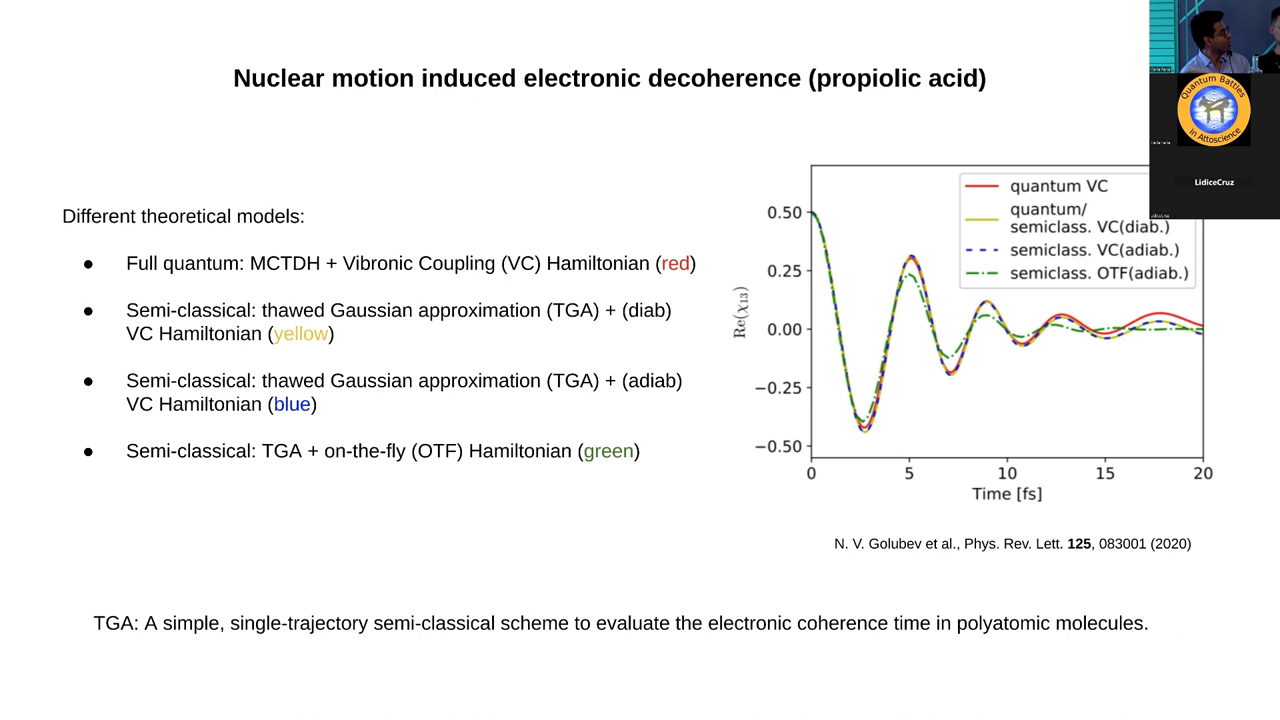 Nuclear motion induced electronic decoherence (propiolic acid)
Quantum Battles
In Attoscience
LidiceCruz
Different theoretical models:
● Full quantum: MCTDH + Vibronic Coupling (VC) Hamiltonian (red)
● Semi-classical: thawed Gaussian approximation (TGA) + (diab)
VC Hamiltonian (yellow)
● Semi-classical: thawed Gaussian approximation (TGA) + (adiab)
VC Hamiltonian (blue)
● Semi-classical: TGA + on-the-fly (OTF) Hamiltonian (green)
quantum VC
quantum/
semiclass. VC(diab.)
semiclass. VC(adiab.)
semiclass. OTF(adiab.)
0.50
0.25
0.00
−0.25
−0.50
Re(χ₁₃)
0 5 10 15 20
Time [fs]
N. V. Golubev et al., Phys. Rev. Lett. 125, 083001 (2020)
TGA: A simple, single-trajectory semi-classical scheme to evaluate the electronic coherence time in polyatomic molecules.